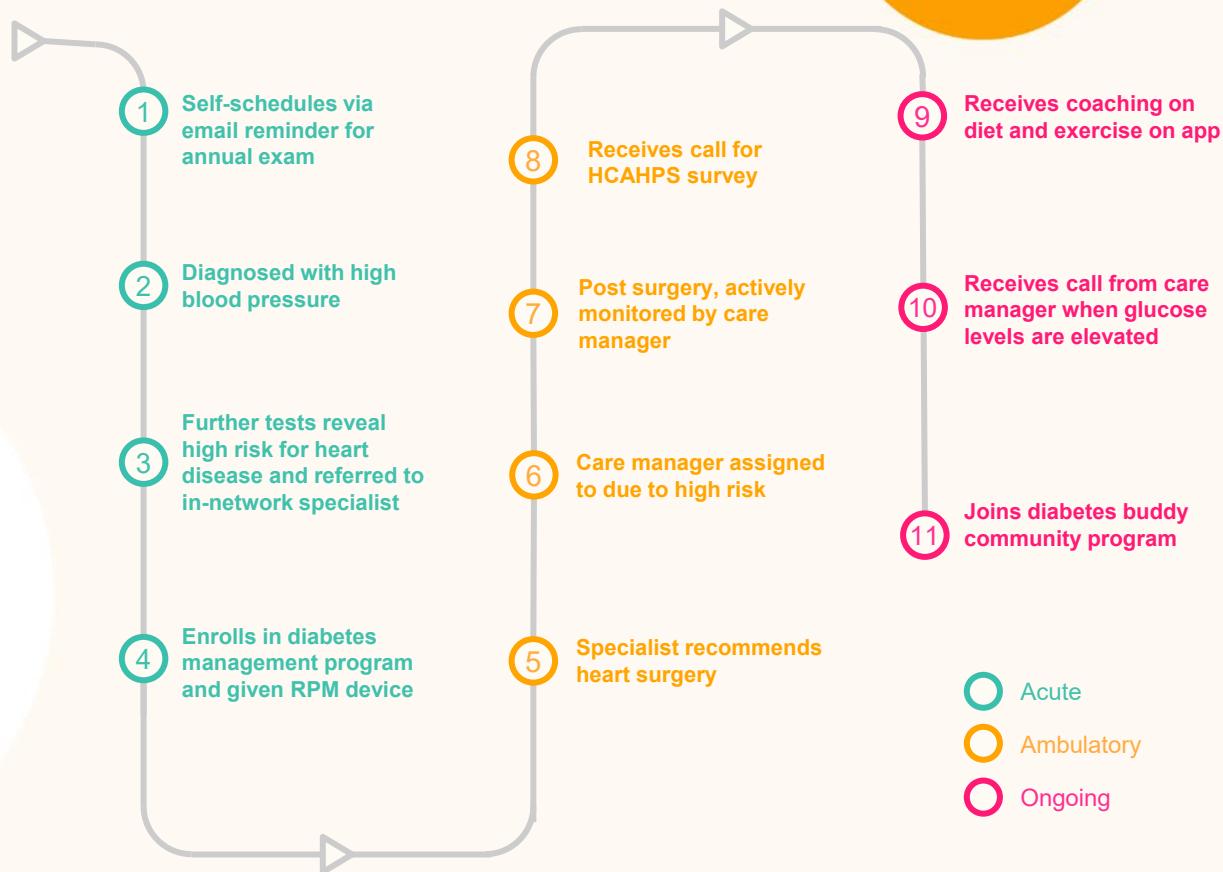 1
Self-schedules via
email reminder for
annual exam
2
Diagnosed with high
blood pressure
3
Further tests reveal
high risk for heart
disease and referred to
in-network specialist
4
Enrolls in diabetes
management program
and given RPM device
5
Specialist recommends
heart surgery
6
Care manager assigned
to due to high risk
7
Post surgery, actively
monitored by care
manager
8
Receives call for
HCAHPS survey
9
Receives coaching on
diet and exercise on app
10
Receives call from care
manager when glucose
levels are elevated
11
Joins diabetes buddy
community program
Acute
Ambulatory
Ongoing